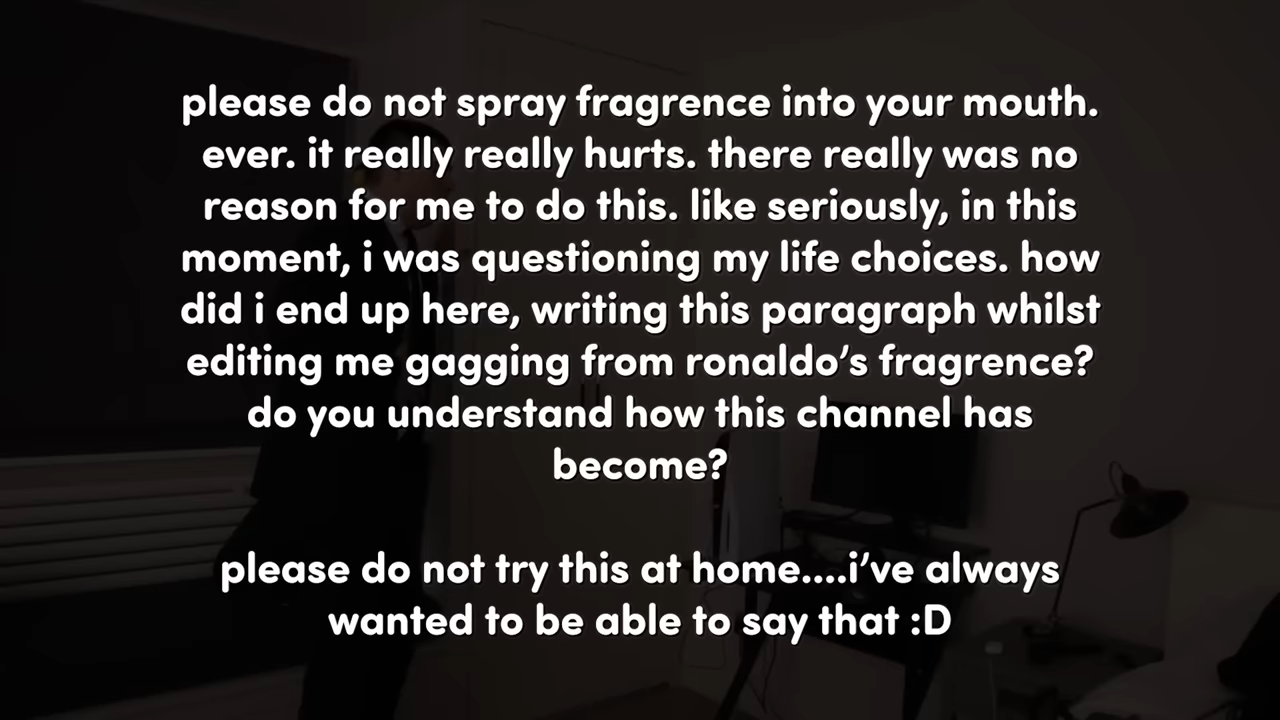 please do not spray fragrence into your mouth.
ever. it really really hurts. there really was no
reason for me to do this. like seriously, in this
moment, i was questioning my life choices. how
did i end up here, writing this paragraph whilst
editing me gagging from ronaldo’s fragrence?
do you understand how this channel has
become?
please do not try this at home....i’ve always
wanted to be able to say that :D